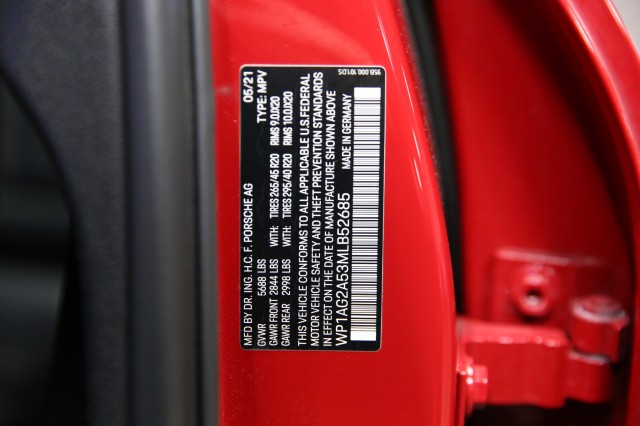 MFD BY DR. ING. H.C. F. PORSCHE AG 05/21
GVWR 5688 LBS TYPE: MPV
GAWR FRONT 2844 LBS WITH: TIRES 265/45 R20 RIMS 9.0JX20
GAWR REAR 2998 LBS WITH: TIRES 295/40 R20 RIMS 10.0JX20
THIS VEHICLE CONFORMS TO ALL APPLICABLE U.S.FEDERAL
MOTOR VEHICLE SAFETY AND THEFT PREVENTION STANDARDS
IN EFFECT ON THE DATE OF MANUFACTURE SHOWN ABOVE
WP1AG2A53MLB52685 MADE IN GERMANY
95B.000.101.DS